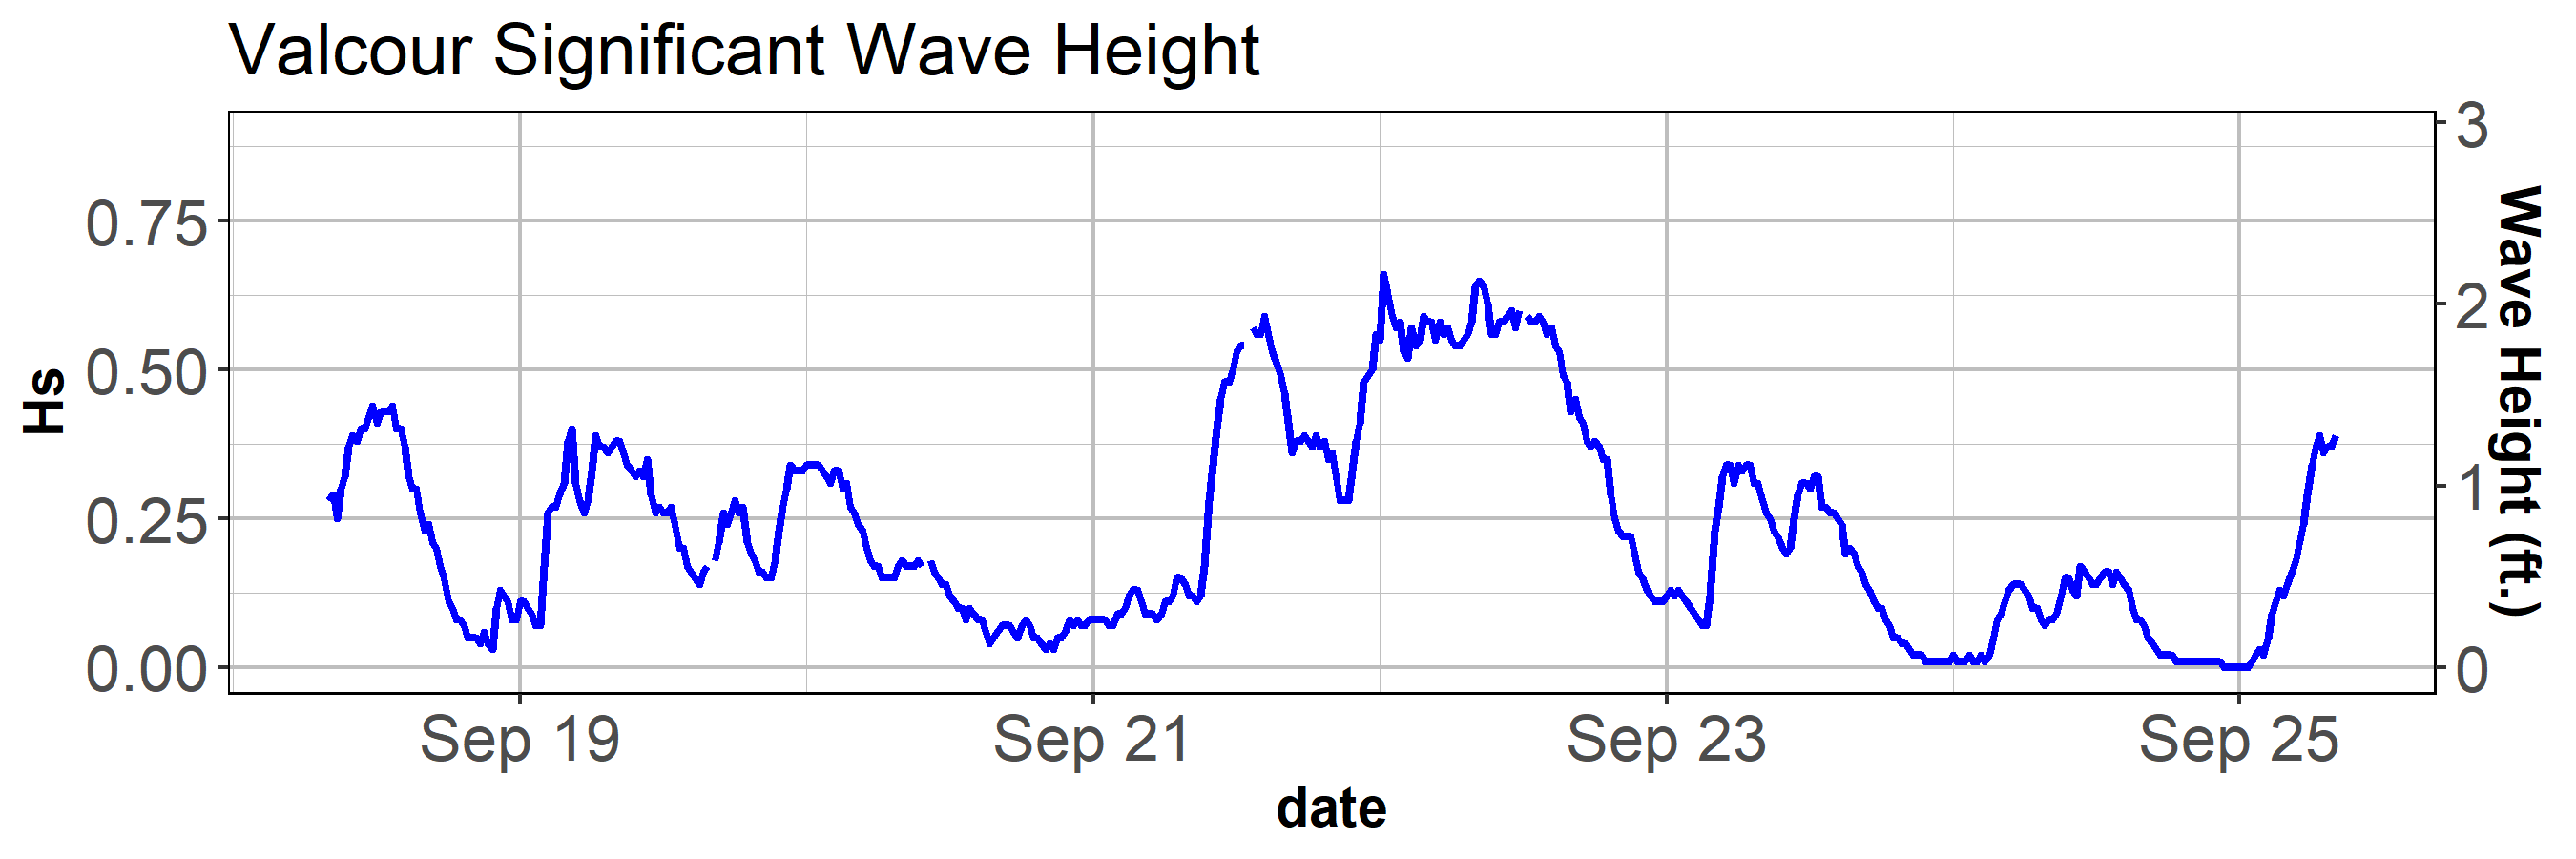 Valcour Significant Wave Height
Hs
0.75
0.50
0.25
0.00
3
2
1
0
Wave Height (ft.)
Sep 19
Sep 21
Sep 23
Sep 25
date